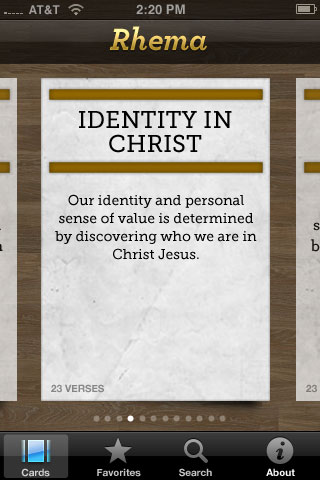 AT&T 2:20 PM
Rhema
IDENTITY IN
CHRIST
Our identity and personal
sense of value is determined
by discovering who we are in
Christ Jesus.
23 VERSES
23
Cards Favorites Search About